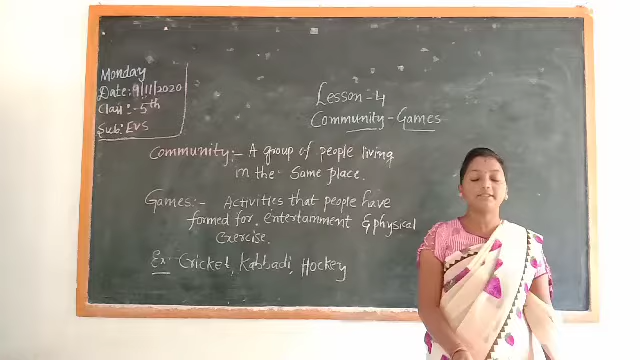 Monday
Date:9/11/2020
Class:-5th
Sub:EVS
Lesson-4
Community-Games
Community:- A group of people living
in the same place.
Games:- Activities that people have
formed for entertainment & physical
exercise.
Ex:- Cricket, Kabbadi, Hockey